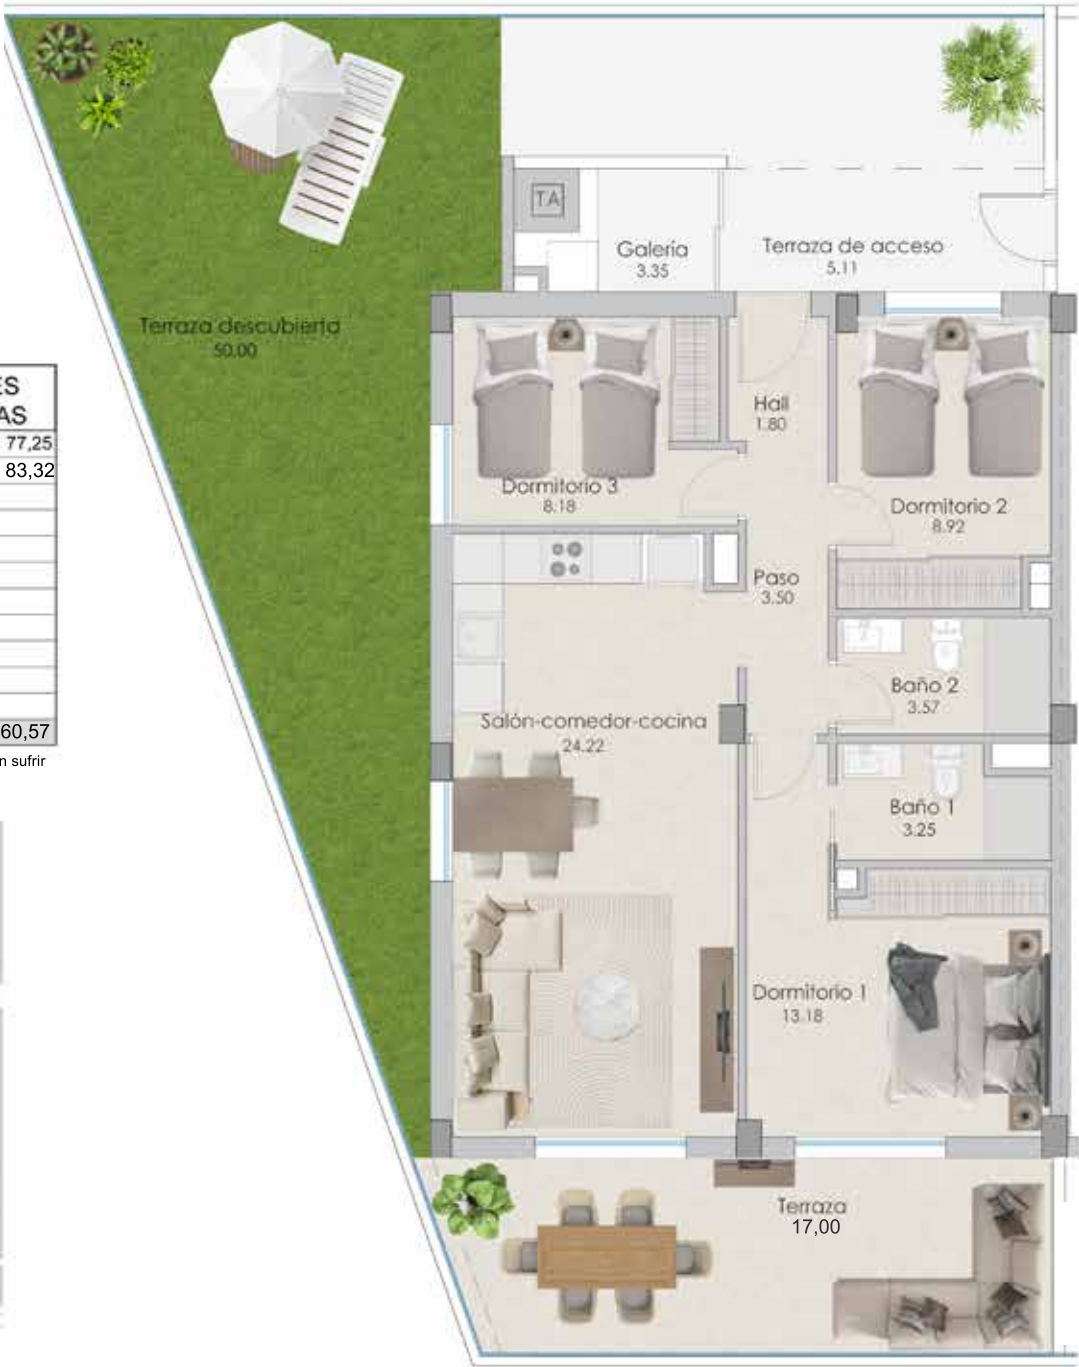 TA
Galería
3.35
Terraza de acceso
5.11
Terraza descubierta
50.00
ES
AS
77,25
83,32
60,57
n sufrir
Hall
1.80
Dormitorio 3
8.18
Dormitorio 2
8.92
Paso
3.50
Baño 2
3.57
Salón-comedor-cocina
24.22
Baño 1
3.25
Dormitorio 1
13.18
Terraza
17,00